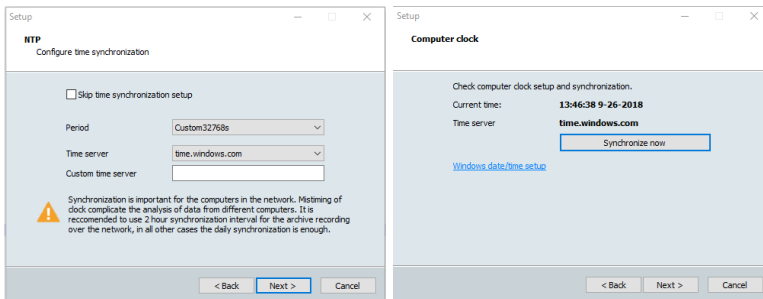 Setup
NTP
Configure time synchronization
Skip time synchronization setup
Period
Custom32768s
Time server
time.windows.com
Custom time server
Synchronization is important for the computers in the network. Mistiming of
clock complicate the analysis of data from different computers. It is
reccomended to use 2 hour synchronization interval for the archive recording
over the network, in all other cases the daily synchronization is enough.
< Back
Next >
Cancel
Setup
Computer clock
Check computer clock setup and synchronization.
Current time:
13:46:38 9-26-2018
Time server
time.windows.com
Synchronize now
Windows date/time setup
< Back
Next >
Cancel